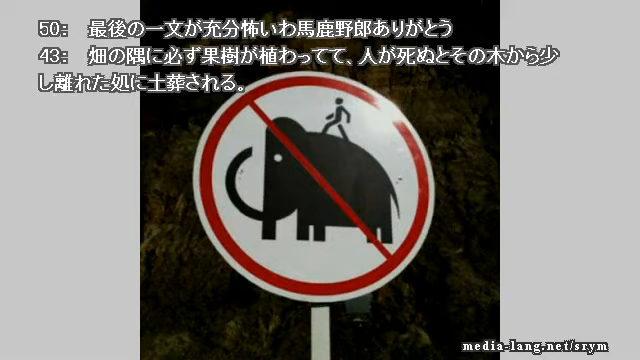 50:　最後の一文が充分怖いわ馬鹿野郎ありがとう
43:　畑の隅に必ず果樹が植わってて、人が死ぬとその木から少
し離れた処に土葬される。
media-lang.net/srym